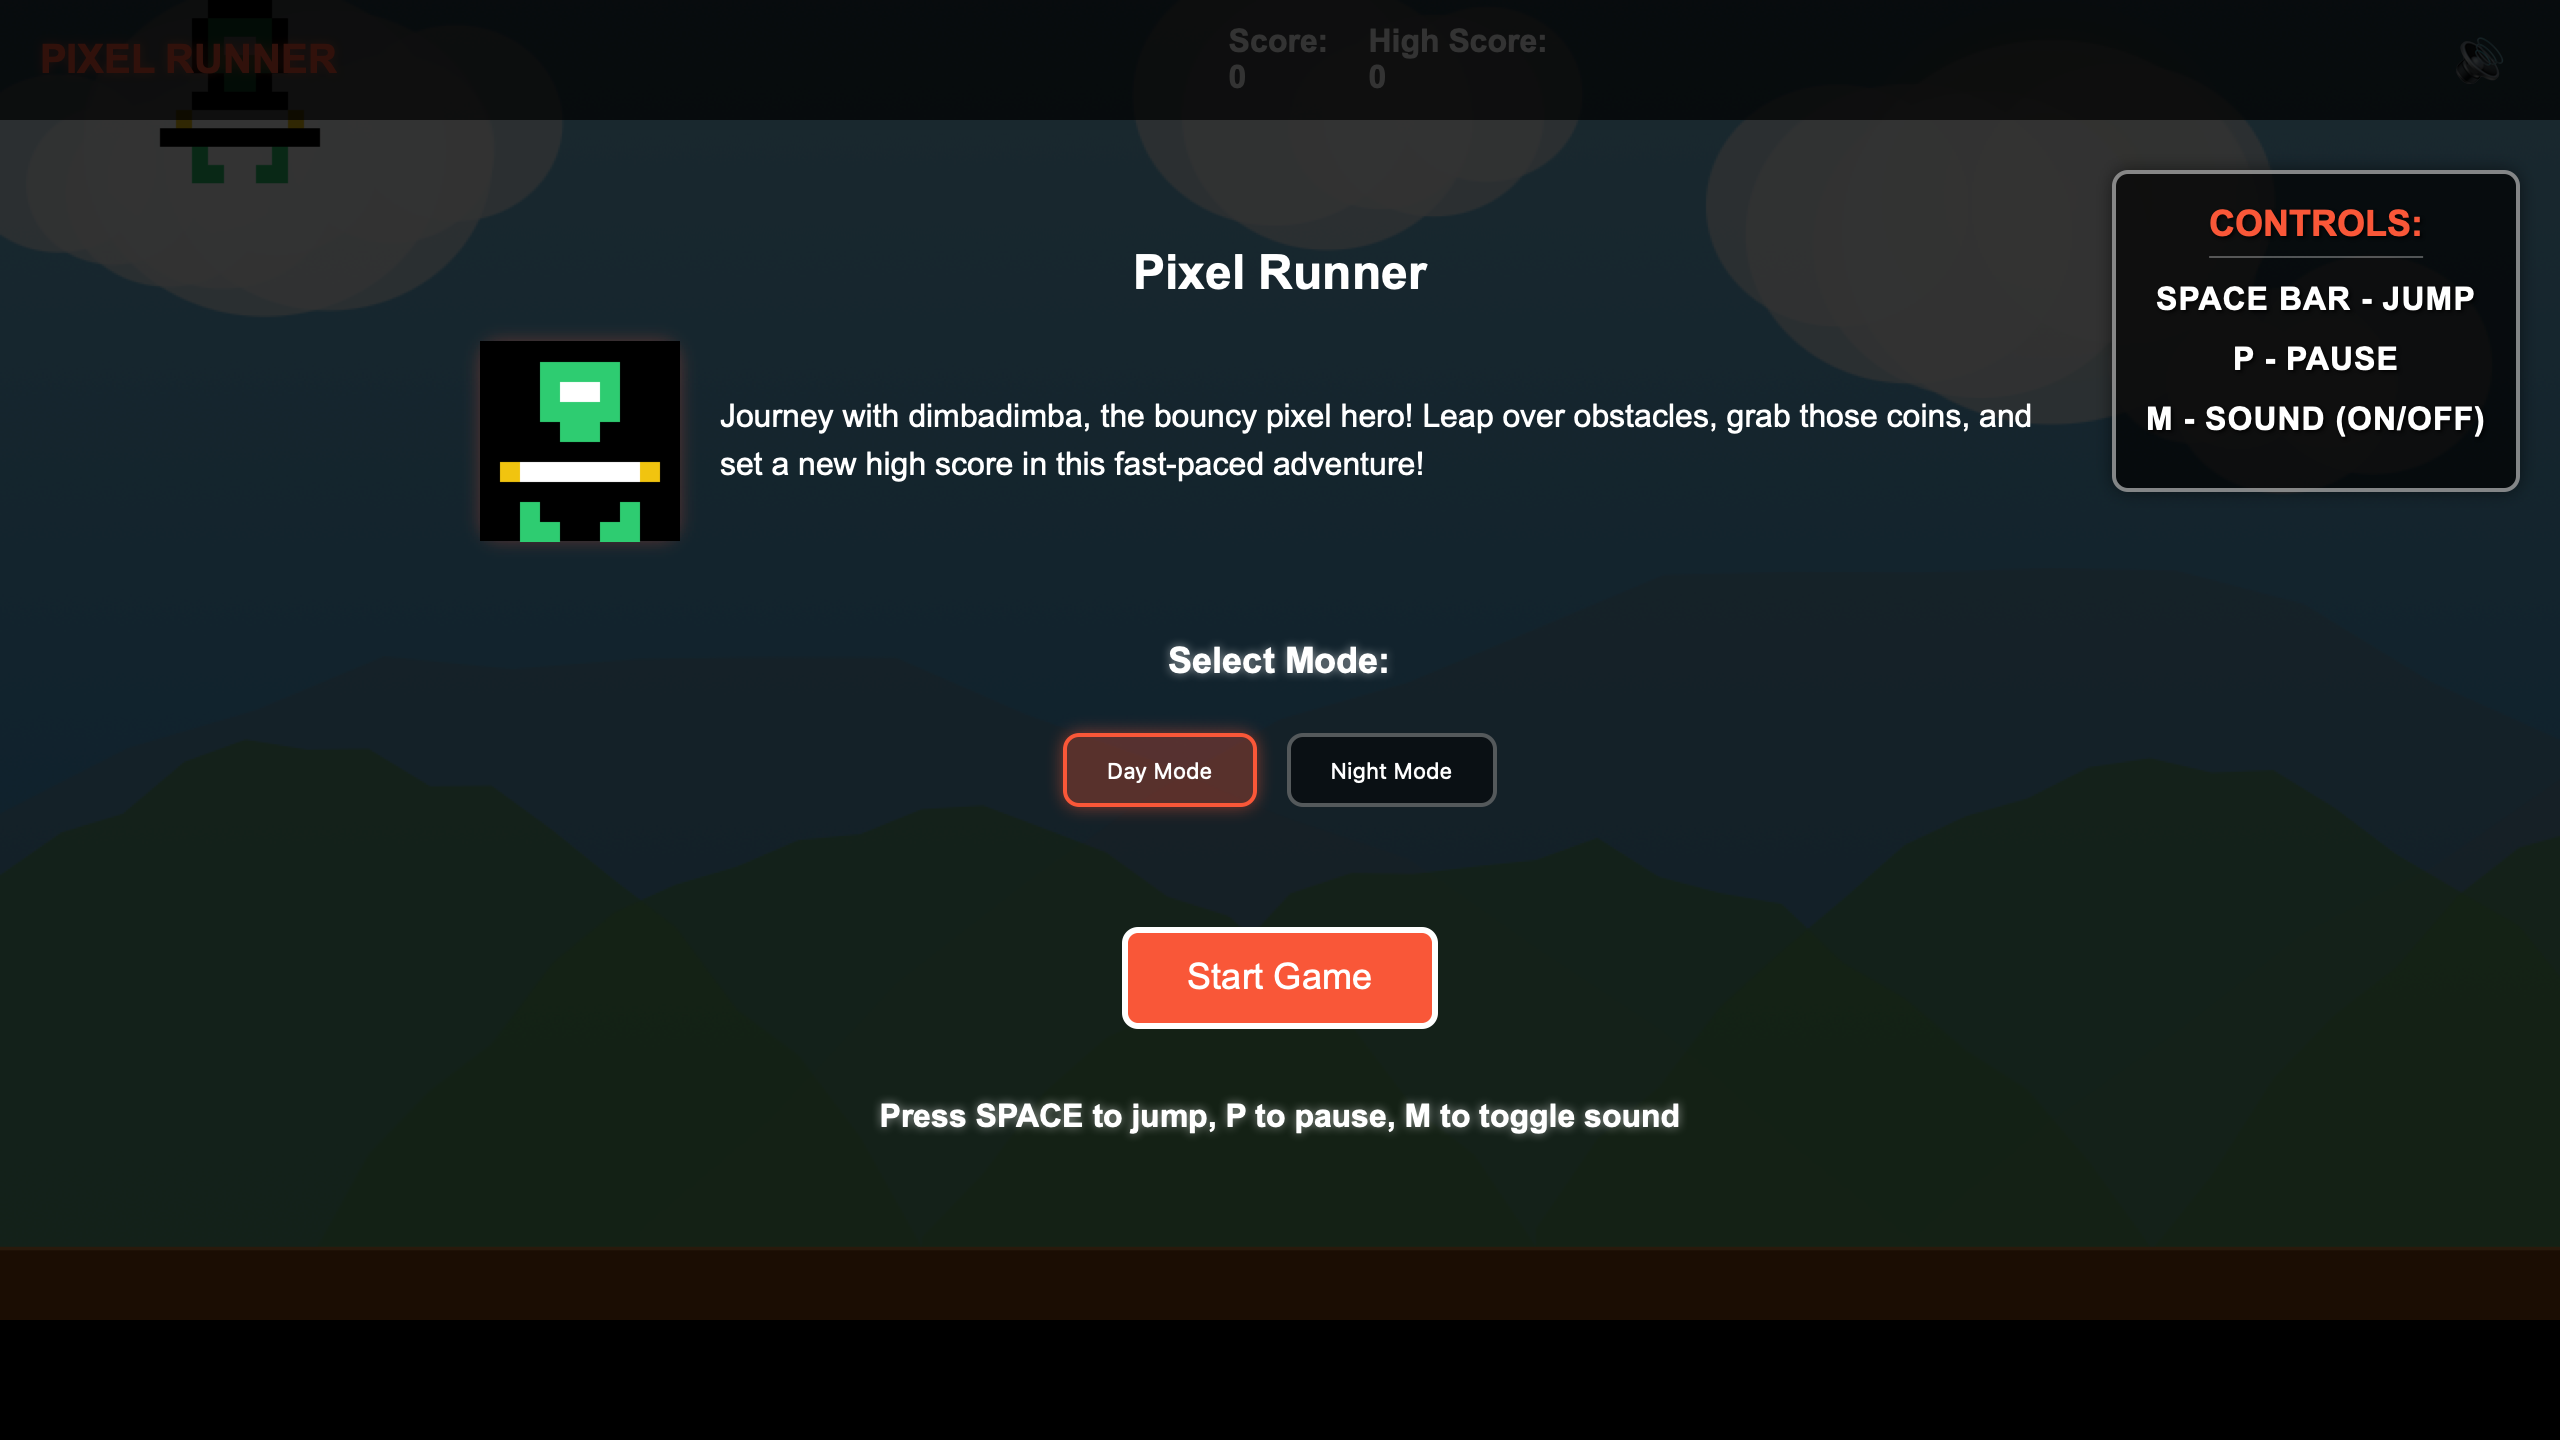 PIXEL RUNNER
Score:
0
High Score:
0
CONTROLS:
SPACE BAR - JUMP
P - PAUSE
M - SOUND (ON/OFF)
Pixel Runner
Journey with dimbadimba, the bouncy pixel hero! Leap over obstacles, grab those coins, and
set a new high score in this fast-paced adventure!
Select Mode:
Day Mode
Night Mode
Start Game
Press SPACE to jump, P to pause, M to toggle sound